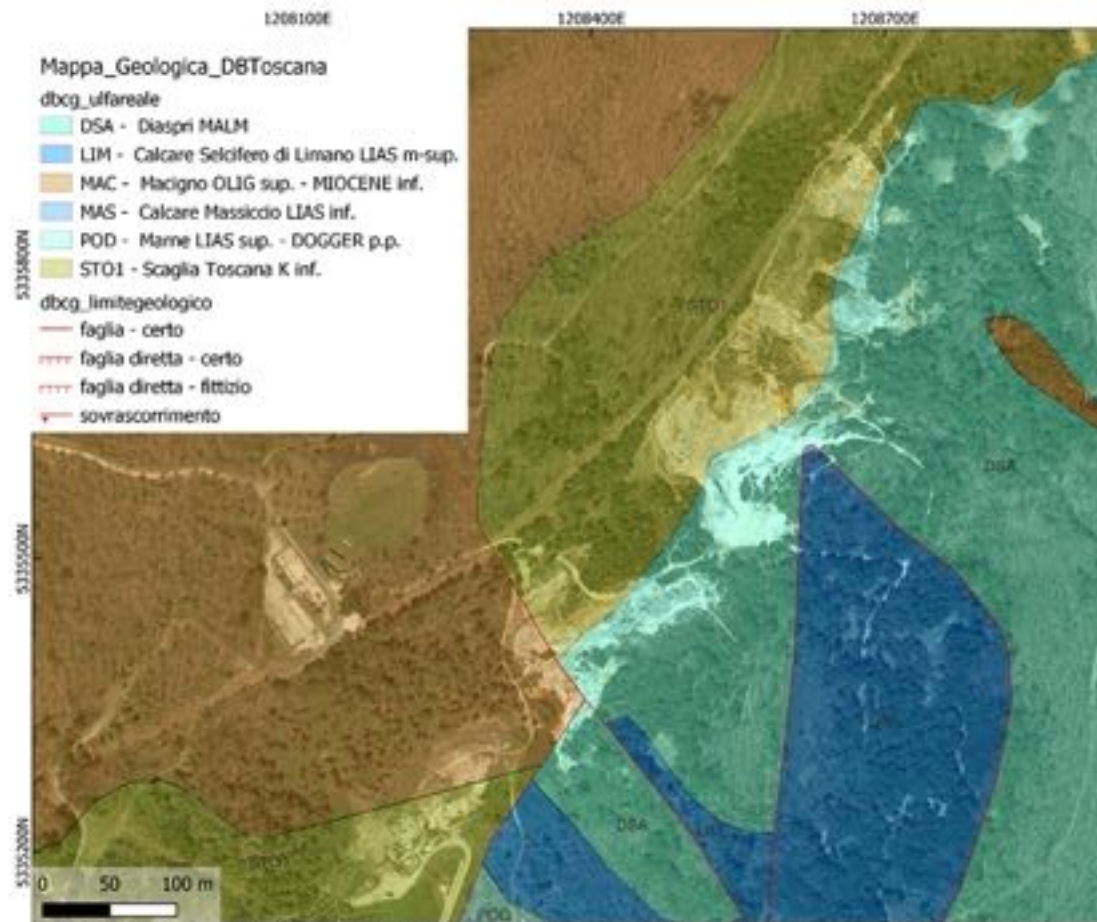 1208100E
1208400E
1208700E
Mappa_Geologica_DBToscana
dbcg_ulfareale
DSA - Diaspri MALM
LIM - Calcare Selcifero di Limano LIAS m-sup.
MAC - Macigno OLIG sup. - MIOCENE inf.
MAS - Calcare Massiccio LIAS inf.
POD - Marne LIAS sup. - DOGGER p.p.
STO1 - Scaglia Toscana K inf.
dbcg_limitegeologico
faglia - certo
faglia diretta - certo
faglia diretta - fittizio
sovrascorrimento
5335800N
STO1
DSA
5335500N
5335200N
DSA
LIM
STO1
POD
0 50 100 m